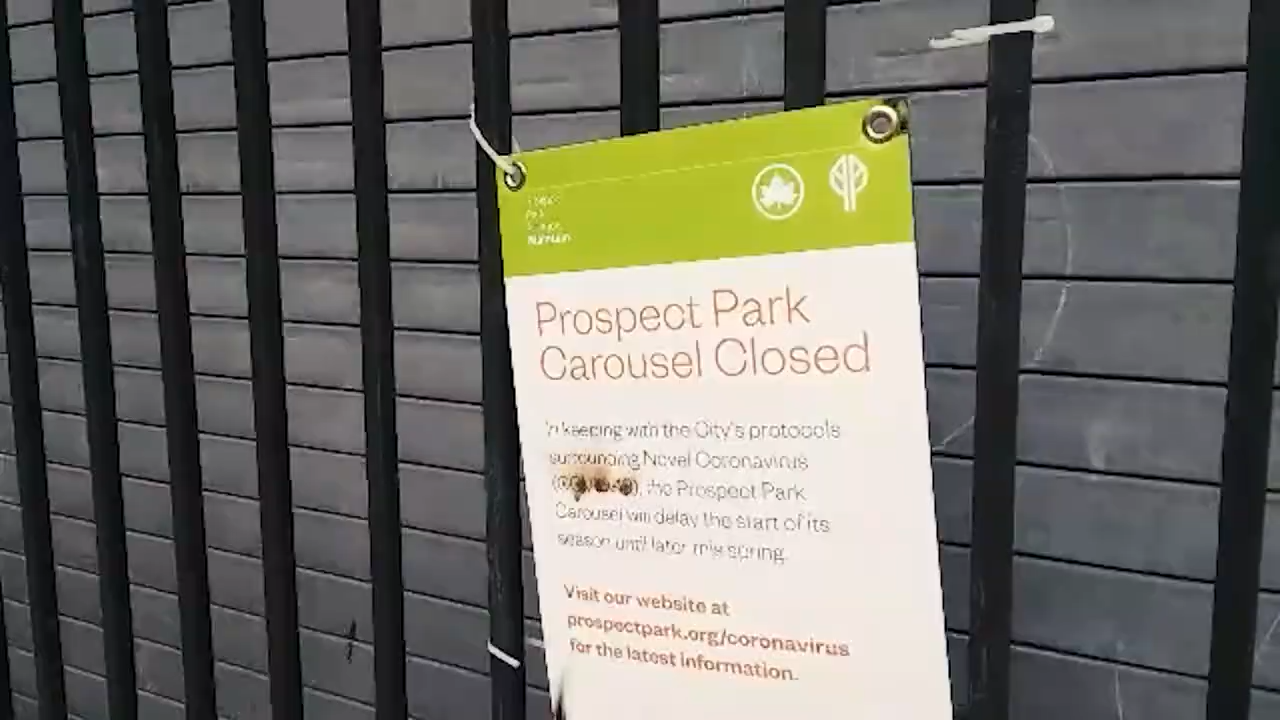 Prospect Park
Carousel Closed
In keeping with the City's protocols
surrounding Novel Coronavirus
the Prospect Park
Carousel will delay the start of its
season until later this spring.
Visit our website at
prospectpark.org/coronavirus
for the latest information.